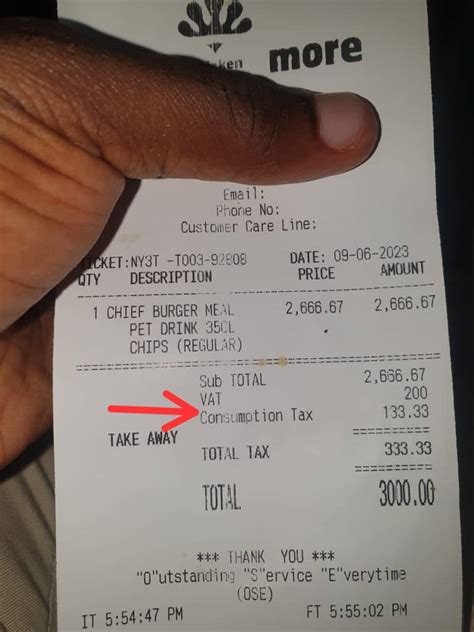 more
Email:
Phone No:
Customer Care Line:
TICKET:NY3T -T003-92808 DATE: 09-06-2023
QTY DESCRIPTION PRICE AMOUNT
1 CHIEF BURGER MEAL 2,666.67 2,666.67
PET DRINK 35CL
CHIPS (REGULAR)
Sub TOTAL 2,666.67
VAT 200
Consumption Tax 133.33
TAKE AWAY
TOTAL TAX 333.33
TOTAL 3000.00
*** THANK YOU ***
"O"utstanding "S"ervice "E"verytime
(OSE)
IT 5:54:47 PM FT 5:55:02 PM